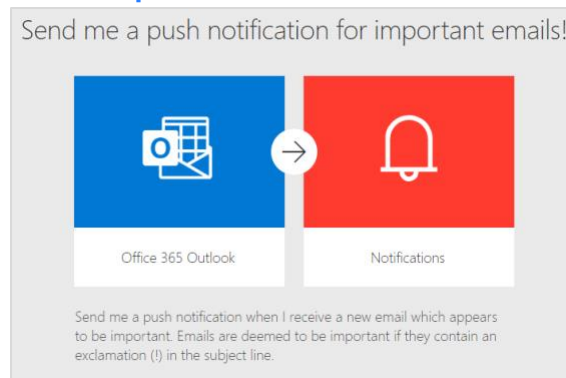 Send me a push notification for important emails!
Office 365 Outlook
Notifications
Send me a push notification when I receive a new email which appears
to be important. Emails are deemed to be important if they contain an
exclamation (!) in the subject line.